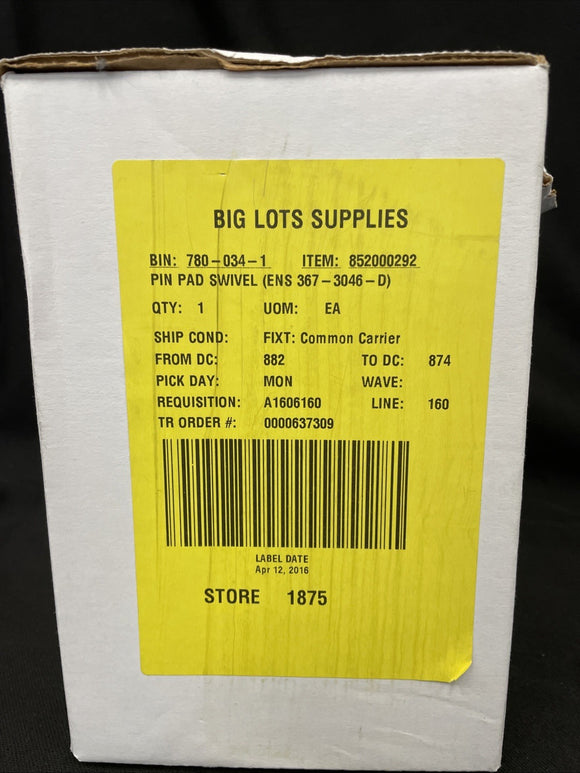 BIG LOTS SUPPLIES
BIN: 780-034-1 ITEM: 852000292
PIN PAD SWIVEL (ENS 367-3046-D)
QTY: 1 UOM: EA
SHIP COND: FIXT: Common Carrier
FROM DC: 882 TO DC: 874
PICK DAY: MON WAVE:
REQUISITION: A1606160 LINE: 160
TR ORDER #: 0000637309
LABEL DATE
Apr 12, 2016
STORE 1875